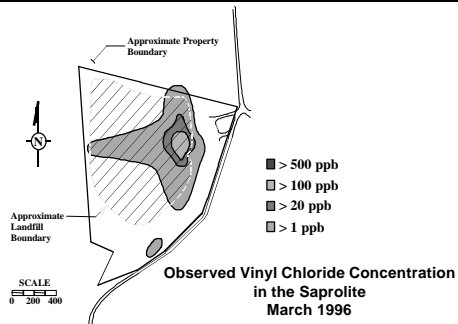 Approximate Property
Boundary
N
> 500 ppb
> 100 ppb
> 20 ppb
> 1 ppb
Approximate
Landfill
Boundary
Observed Vinyl Chloride Concentration
in the Saprolite
March 1996
SCALE
0 200 400